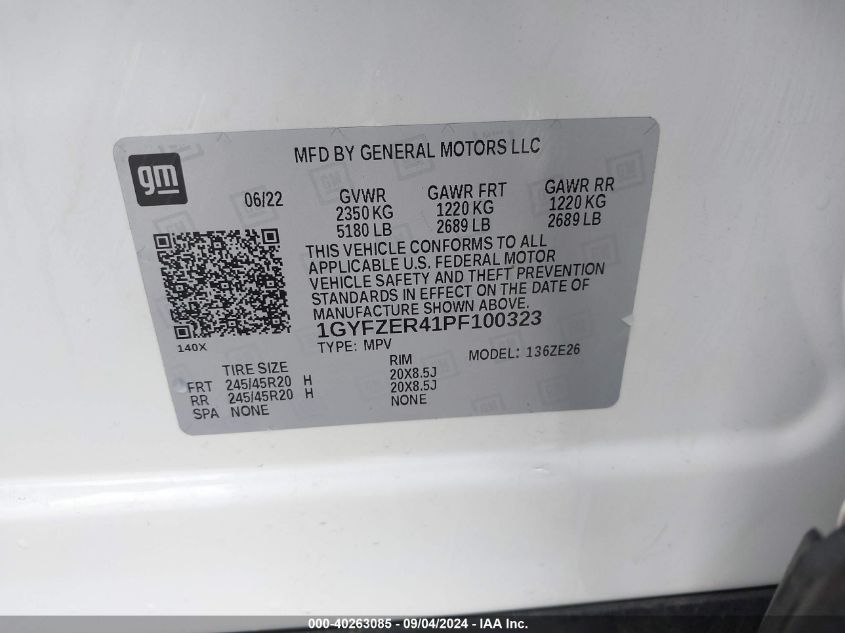 gm
MFD BY GENERAL MOTORS LLC
06/22 GVWR GAWR FRT GAWR RR
2350 KG 1220 KG 1220 KG
5180 LB 2689 LB 2689 LB
THIS VEHICLE CONFORMS TO ALL
APPLICABLE U.S. FEDERAL MOTOR
VEHICLE SAFETY AND THEFT PREVENTION
STANDARDS IN EFFECT ON THE DATE OF
MANUFACTURE SHOWN ABOVE.
1GYFZER41PF100323
140X
TYPE: MPV MODEL: 136ZE26
TIRE SIZE RIM
FRT 245/45R20 H 20X8.5J
RR 245/45R20 H 20X8.5J
SPA NONE NONE
000-40263085 - 09/04/2024 - IAA Inc.